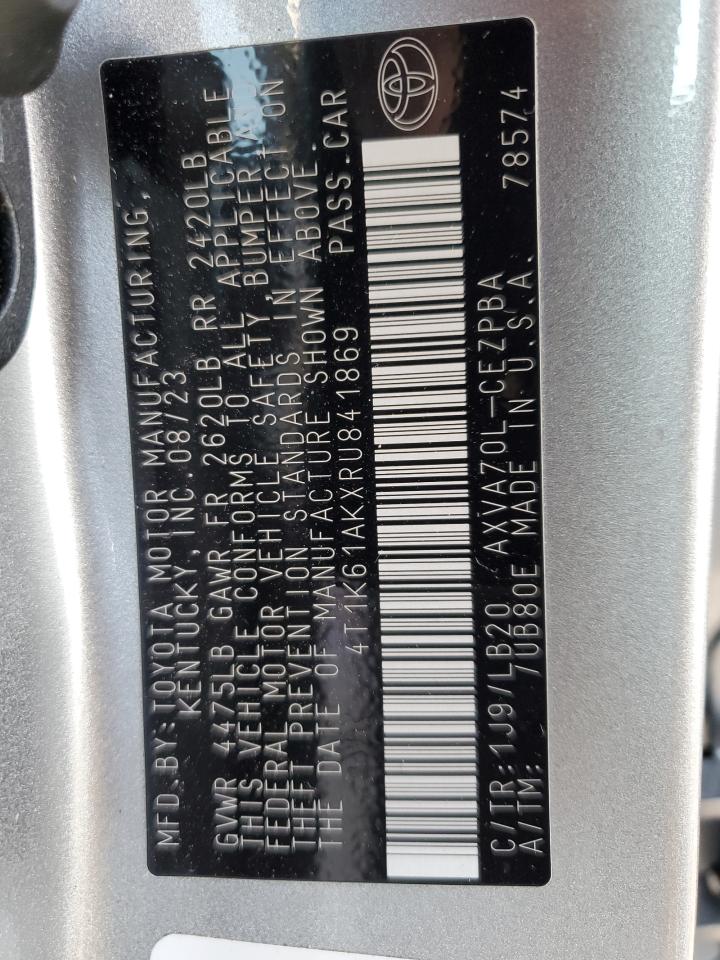 MFD.BY:TOYOTA MOTOR MANUFACTURING,
KENTUCKY,INC.08/23
GVWR 4475LB GAWR FR 2620LB RR 2420LB
THIS VEHICLE CONFORMS TO ALL APPLICABLE
FEDERAL MOTOR VEHICLE SAFETY,BUMPER,AND
THEFT PREVENTION STANDARDS IN EFFECT ON
THE DATE OF MANUFACTURE SHOWN ABOVE.
4T1K61AKXRU841869 PASS.CAR
C/TR:1J9/LB20 AXVA70L-CEZPBA 78574
A/TM: /UB80E MADE IN U.S.A.